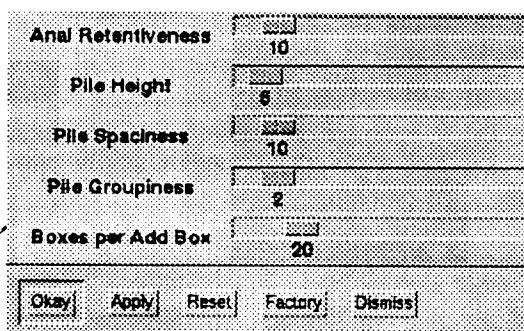 Anal Retentiveness
10
Pile Height
6
Pile Spaciness
10
Pile Groupiness
2
Boxes per Add Box
20
Okay Apply Reset Factory Dismiss